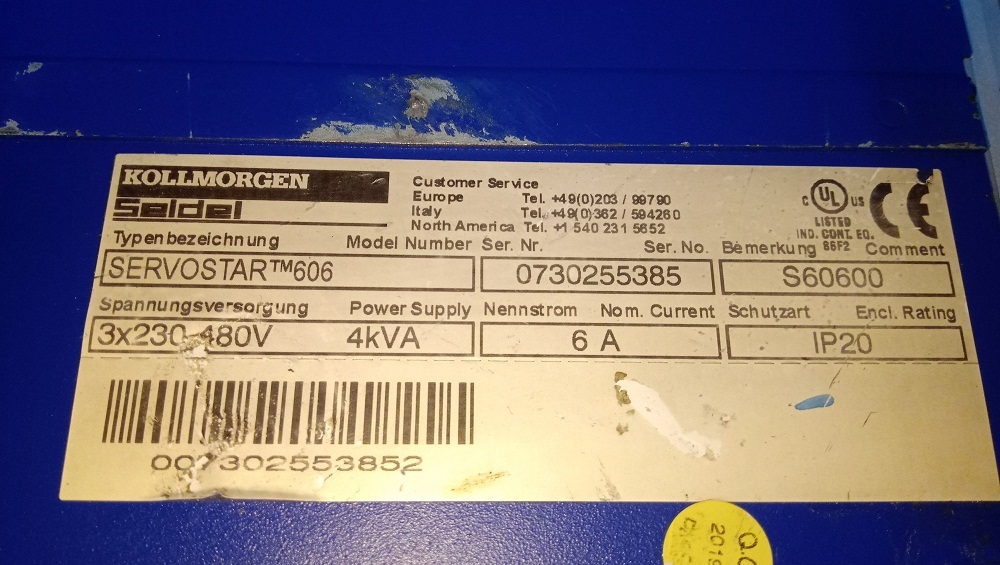 KOLLMORGEN
Seidel
Customer Service
Europe Tel. +49(0)203 / 99790
Italy Tel. +49(0)362 / 594260
North America Tel. +1 540 231 5652
C UL US
LISTED
IND. CONT. EQ.
86F2
CE
Typenbezeichnung Model Number Ser. Nr. Ser. No. Bemerkung Comment
SERVOSTAR™606 0730255385 S60600
Spannungsversorgung Power Supply Nennstrom Nom. Current Schutzart Encl. Rating
3x230-480V 4kVA 6 A IP20
007302553852
Q.C
2019